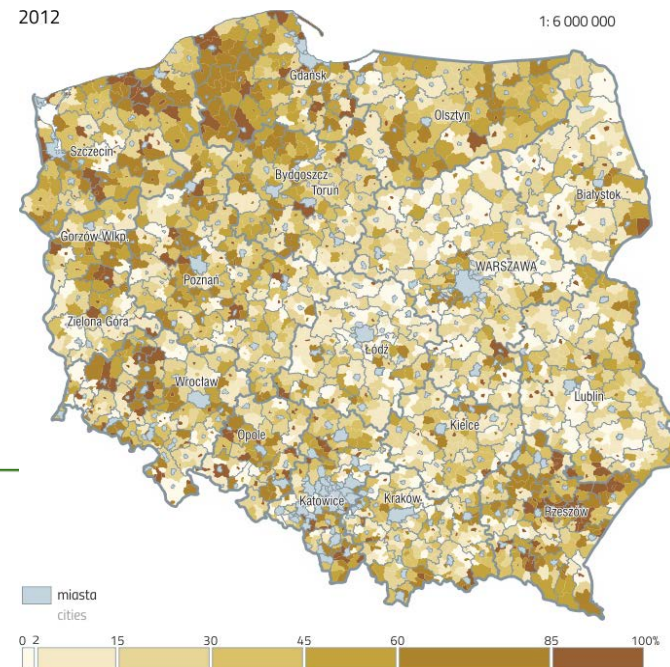 2012
1: 6 000 000
Gdańsk
Olsztyn
Szczecin
Bydgoszcz
Toruń
Białystok
Gorzów Wlkp.
WARSZAWA
Poznań
Zielona Góra
Łódź
Wrocław
Lublin
Kielce
Opole
Katowice
Kraków
Rzeszów
miasta
cities
0 2 15 30 45 60 85 100%